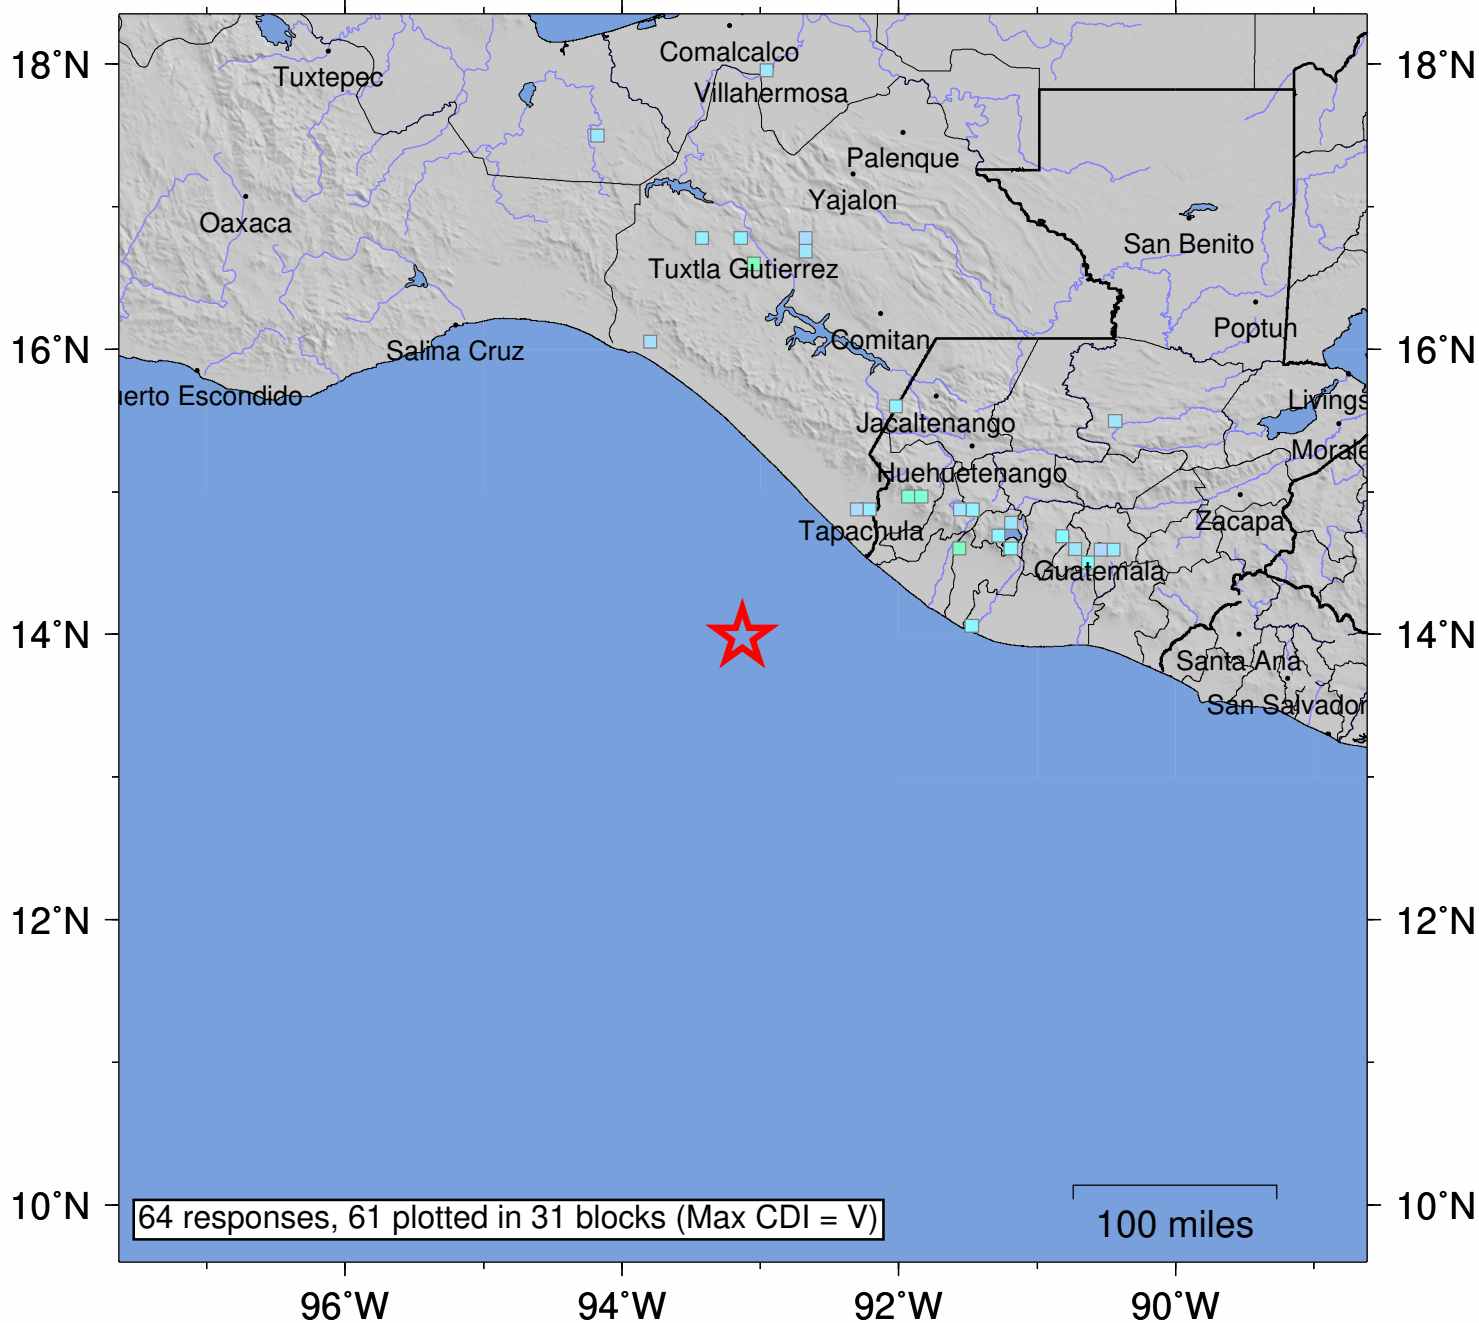 18°N
18°N
Comalcalco
Tuxtepec
Villahermosa
Palenque
Yajalon
Oaxaca
San Benito
Tuxtla Gutierrez
Poptun
Comitan
16°N
Salina Cruz
16°N
uerto Escondido
Livings
Jacaltenango
Morale
Huehuetenango
Zacapa
Tapachula
Guatemala
14°N
14°N
Santa Ana
San Salvador
12°N
12°N
10°N
64 responses, 61 plotted in 31 blocks (Max CDI = V)
100 miles
10°N
96°W
94°W
92°W
90°W